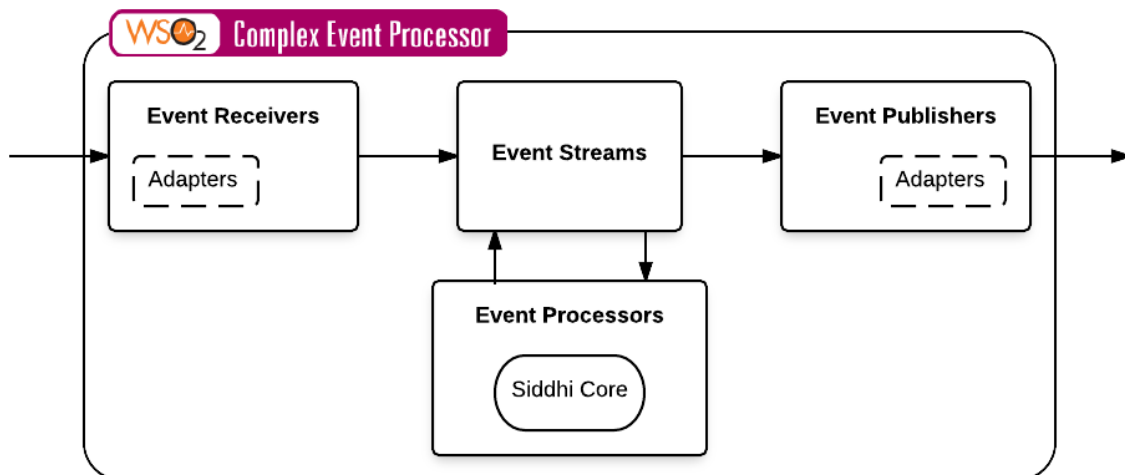 WSO2 Complex Event Processor
Event Receivers
Adapters
Event Streams
Event Publishers
Adapters
Event Processors
Siddhi Core